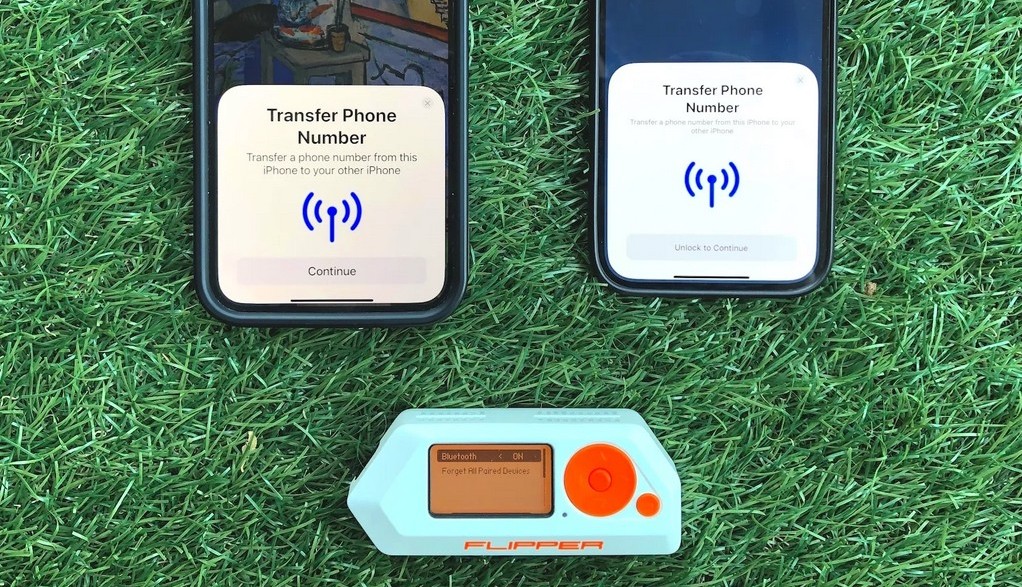 Transfer Phone
Number
Transfer a phone number from this
iPhone to your other iPhone
Continue
Transfer Phone
Number
Transfer a phone number from this iPhone to your
other iPhone
Unlock to Continue
Bluetooth < ON
Forget All Paired Devices
FLIPPER